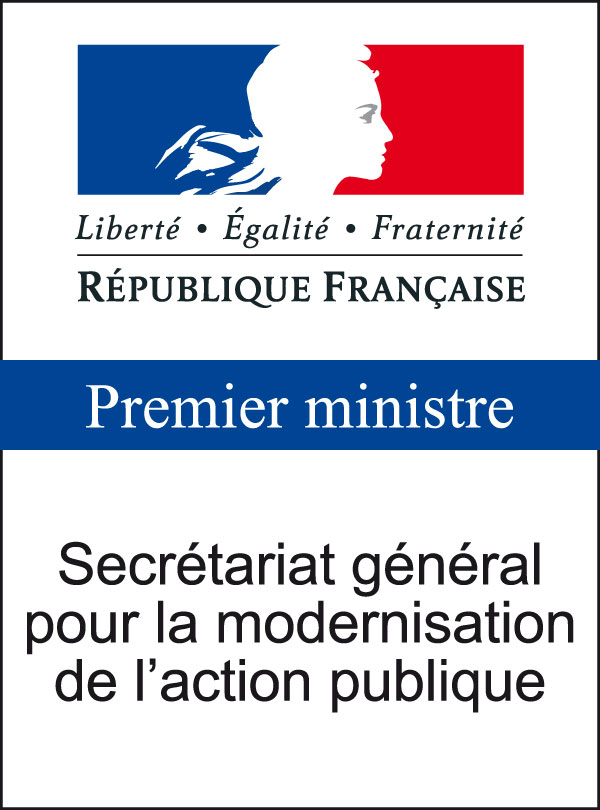 Liberté • Égalité • Fraternité
RÉPUBLIQUE FRANÇAISE
Premier ministre
Secrétariat général
pour la modernisation
de l’action publique